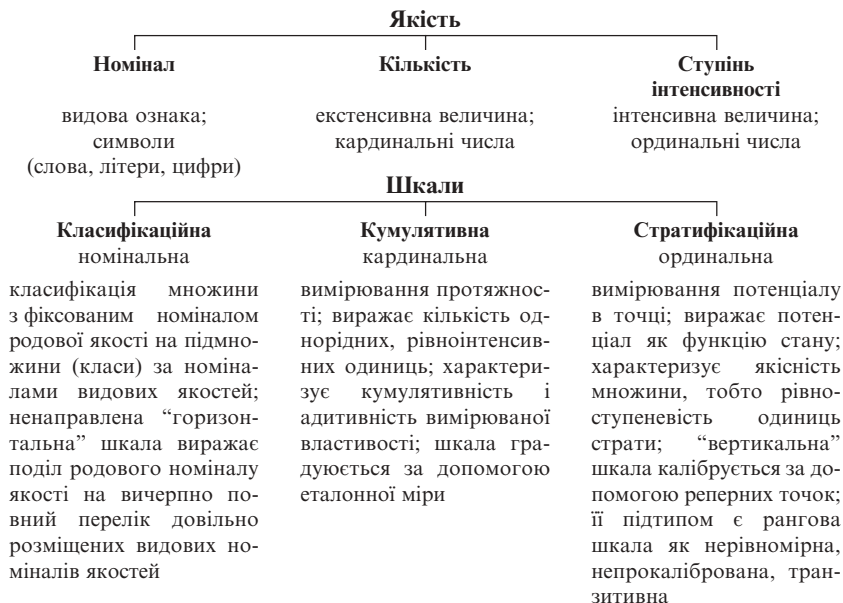 Якість
Номінал
видова ознака;
символи
(слова, літери, цифри)
Кількість
екстенсивна величина;
кардинальні числа
Ступінь
інтенсивності
інтенсивна величина;
ординальні числа
Шкали
Класифікаційна
номінальна
класифікація множини
з фіксованим номіналом
родової якості на підмно-
жини (класи) за номіна-
лами видових якостей;
ненаправлена “горизон-
тальна” шкала виражає
поділ родового номіналу
якості на вичерпно по-
вний перелік довільно
розміщених видових но-
міналів якостей
Кумулятивна
кардинальна
вимірювання протяжнос-
ті; виражає кількість од-
норідних, рівноінтенсив-
них одиниць; характери-
зує кумулятивність і
адитивність вимірюваної
властивості; шкала гра-
дуюється за допомогою
еталонної міри
Стратифікаційна
ординальна
вимірювання потенціалу
в точці; виражає потен-
ціал як функцію стану;
характеризує якісність
множини, тобто рівно-
ступеневість одиниць
страти; “вертикальна”
шкала калібрується за до-
помогою реперних точок;
її підтипом є рангова
шкала як нерівномірна,
непрокалібрована, тран-
зитивна